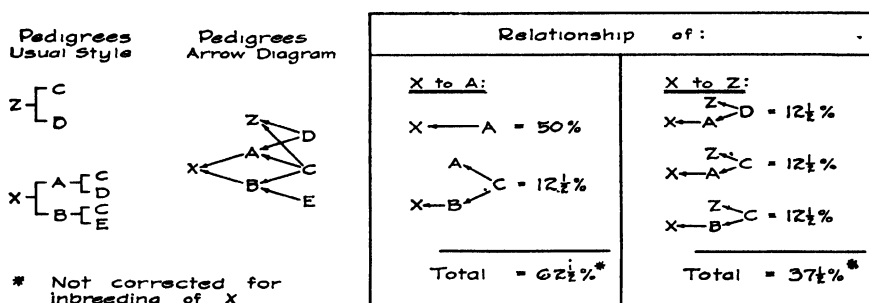 Pedigrees
Usual Style
Z
C
D
X
A
C
D
B
C
E
* Not corrected for
inbreeding of X
Pedigrees
Arrow Diagram
Z
D
A
X
C
B
E
Relationship of:
X to A:
X A = 50%
A
C = 12½%
X B
Total = 62½%*
X to Z:
Z
D = 12½%
X A
Z
C = 12½%
X A
Z
C = 12½%
X B
Total = 37½%*